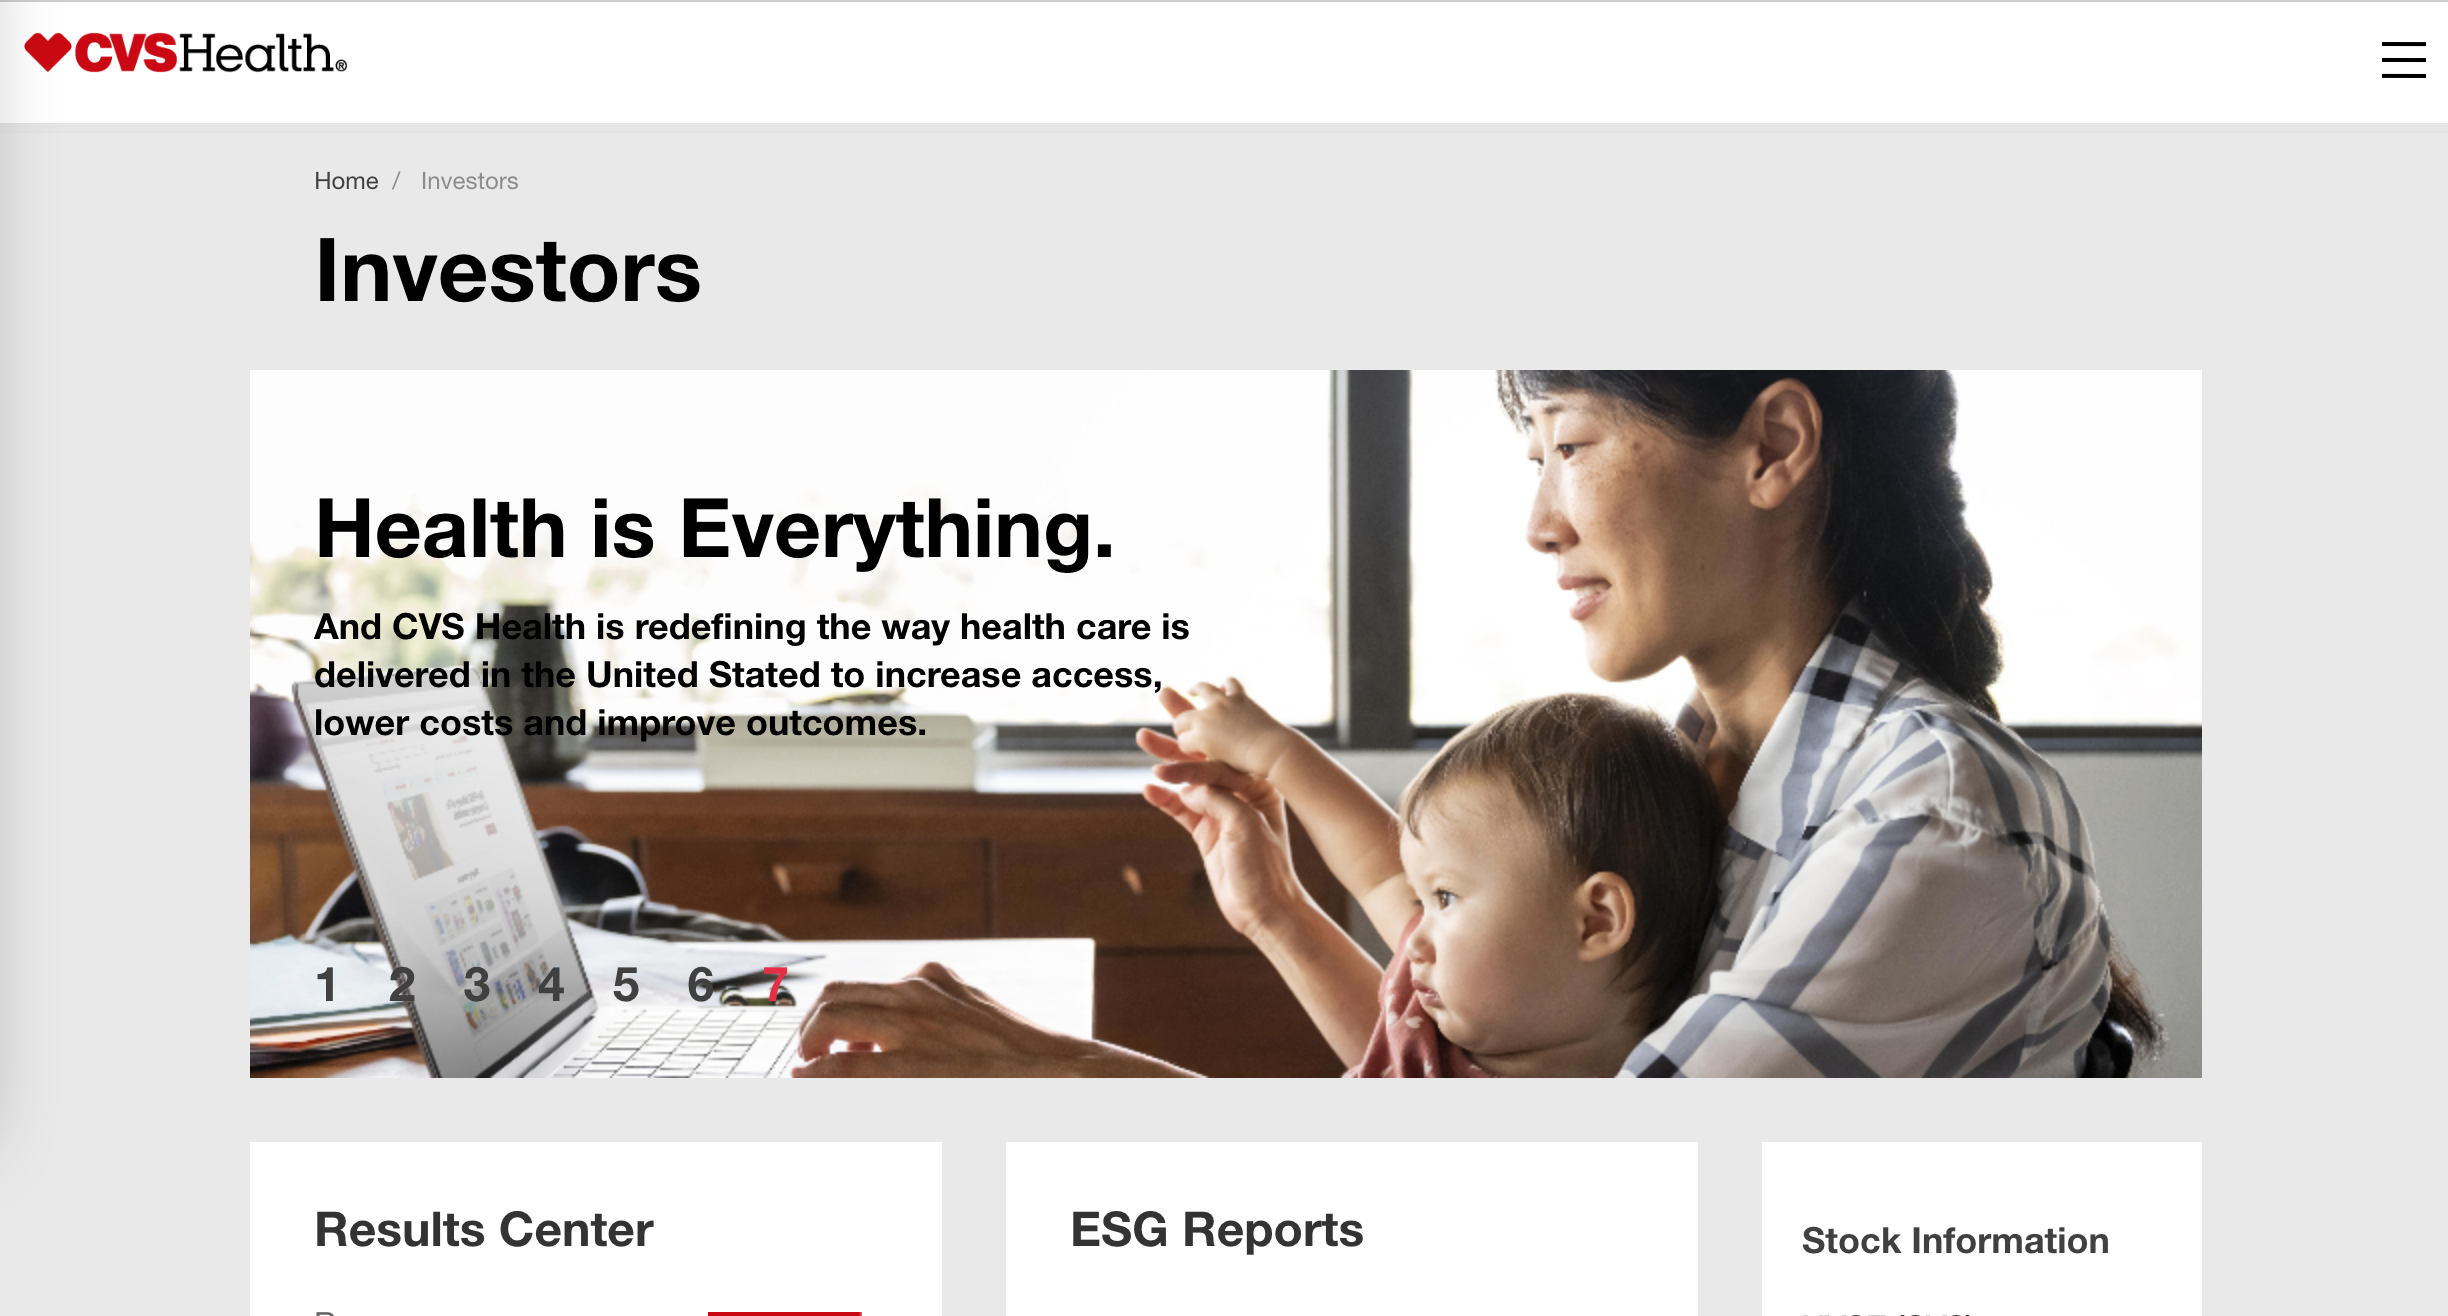 CVSHealth®
Home / Investors
Investors
Health is Everything.
And CVS Health is redefining the way health care is
delivered in the United Stated to increase access,
lower costs and improve outcomes.
1 2 3 4 5 6 7
Results Center
ESG Reports
Stock Information